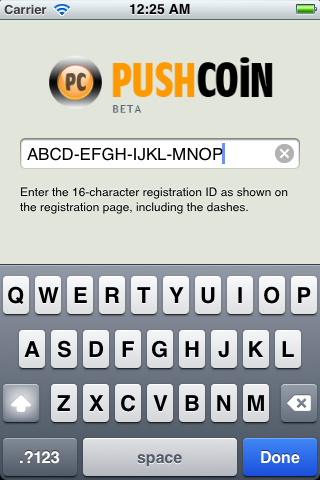 Carrier 12:25 AM
PC PUSHCOIN
BETA
ABCD-EFGH-IJKL-MNOP
Enter the 16-character registration ID as shown on
the registration page, including the dashes.
Q W E R T Y U I O P
A S D F G H J K L
Z X C V B N M
.?123 space Done